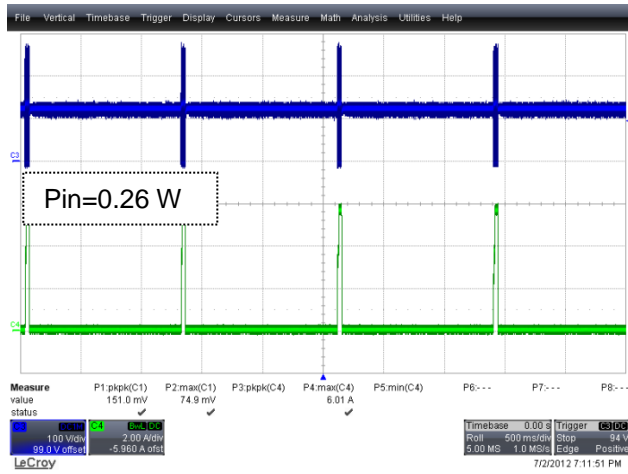 File Vertical Timebase Trigger Display Cursors Measure Math Analysis Utilities Help
C3
Pin=0.26 W
C4
Measure P1:pkpk(C1) P2:max(C1) P3:pkpk(C4) P4:max(C4) P5:min(C4) P6:--- P7:--- P8:---
value 151.0 mV 74.9 mV 6.01 A
status ✔ ✔ ✔
C4 BwL DC Timebase 0.00 s Trigger C3 DC
100 V/div 2.00 A/div Roll 500 ms/div Stop 94 V
99.0 V offset -5.960 A ofst 5.00 MS 1.0 MS/s Edge Positive
LeCroy 7/2/2012 7:11:51 PM